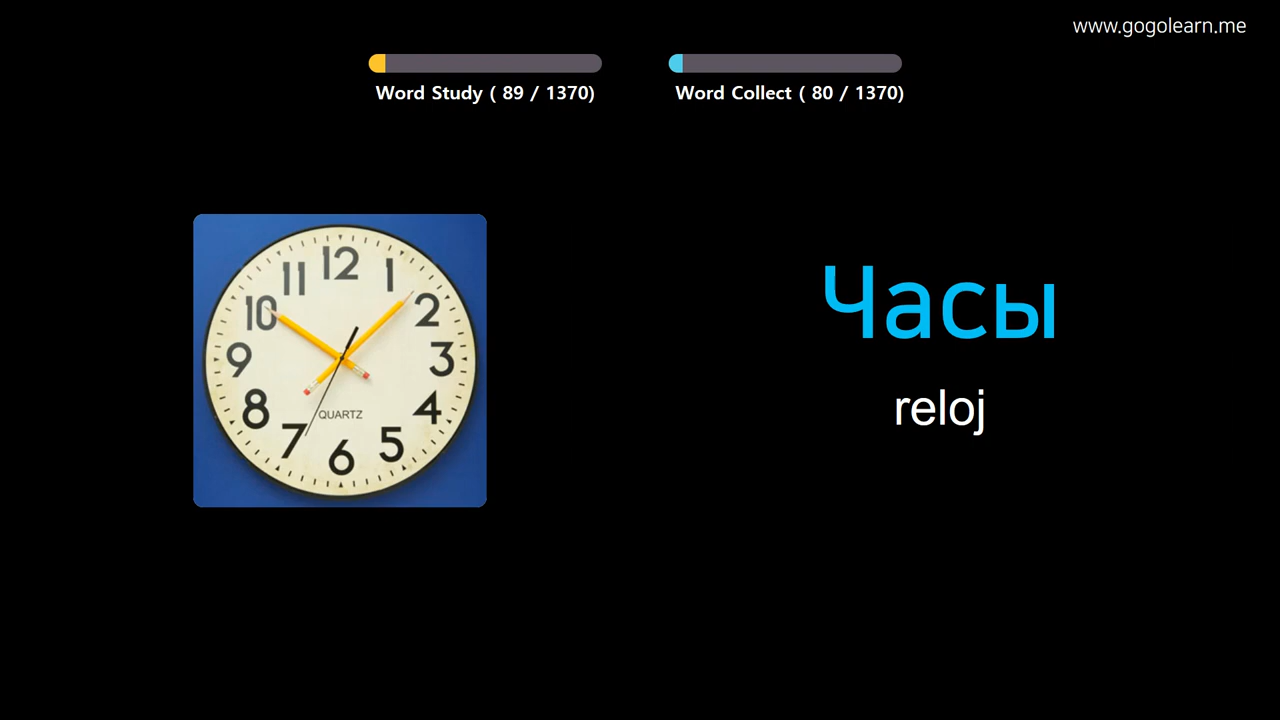 www.gogolearn.me
Word Study ( 89 / 1370)
Word Collect ( 80 / 1370)
12
11
1
10
2
9
3
8
4
7
5
6
QUARTZ
Часы
reloj